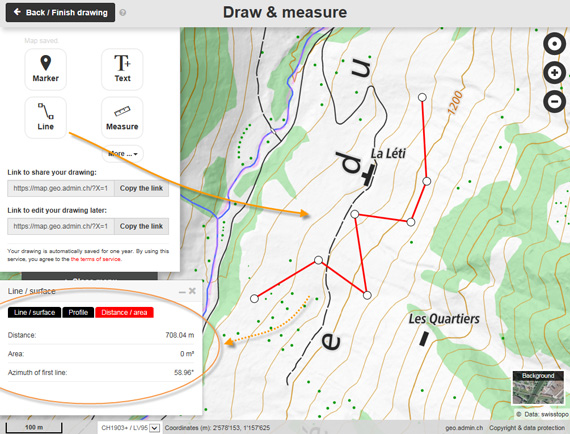 Back / Finish drawing
Draw & measure
Map saved
Marker
Text
Line
Measure
More ...
Link to share your drawing:
https://map.geo.admin.ch/?X=1
Copy the link
Link to edit your drawing later:
https://map.geo.admin.ch/?X=1
Copy the link
Your drawing is automatically saved for one year. By using
this service, you agree to the the terms of service.
Line / surface
Line / surface
Profile
Distance / area
Distance:
708.04 m
Area:
0 m²
Azimuth of first line:
58.96°
u
d
e
1200
La Léti
Les Quartiers
Background
© Data: swisstopo
100 m
CH1903+ / LV95
Coordinates (m): 2'578'153, 1'157'625
geo.admin.ch
Copyright & data protection